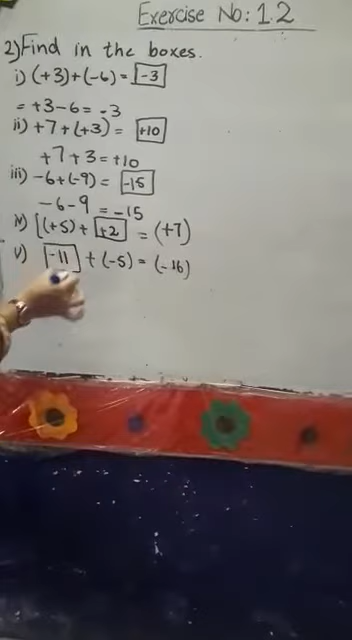 Exercise No: 1.2
2) Find in the boxes.
i) (+3)+(-6)= -3
= +3-6= -3
ii) +7+(+3)= +10
+7+3=+10
iii) -6+(-9)= -15
-6-9=-15
iv) [(+5)+ +2 =(+7)
v) -11 +(-5)=(-16)